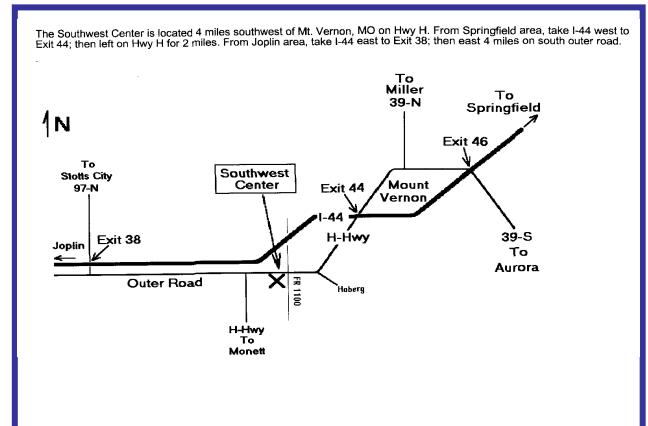 The Southwest Center is located 4 miles southwest of Mt. Vernon, MO on Hwy H. From Springfield area, take I-44 west to
Exit 44; then left on Hwy H for 2 miles. From Joplin area, take I-44 east to Exit 38; then east 4 miles on south outer road.
To
Miller
39-N
To
Springfield
N
Exit 46
To
Stotts City
97-N
Southwest
Center
Exit 44
Mount
Vernon
I-44
H-Hwy
39-S
To
Aurora
Joplin
Exit 38
Outer Road
FR 1100
Hoberg
H-Hwy
To
Monett